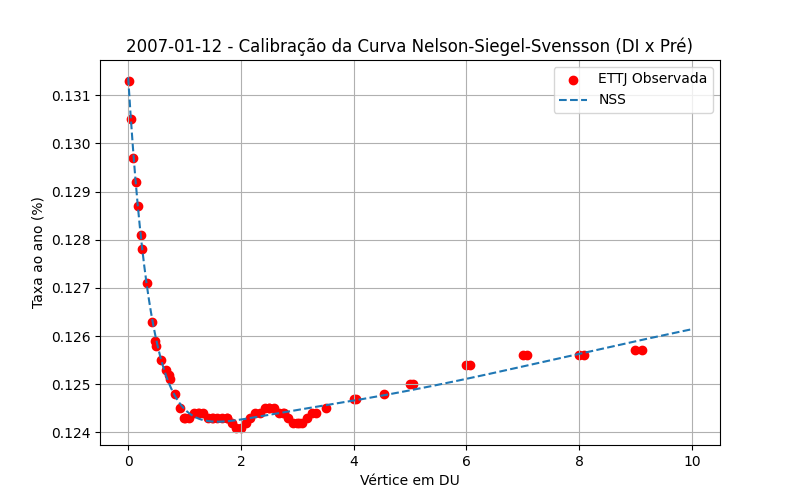 2007-01-12 - Calibração da Curva Nelson-Siegel-Svensson (DI x Pré)
ETTJ Observada
NSS
0.131
0.130
0.129
0.128
0.127
0.126
0.125
0.124
Taxa ao ano (%)
0
2
4
6
8
10
Vértice em DU